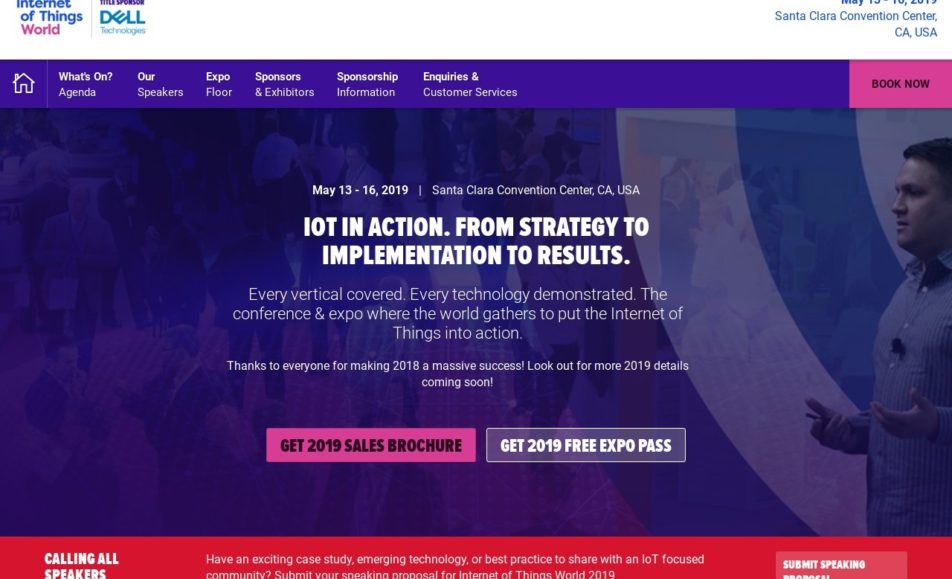 Internet
of Things
World
TITLE SPONSOR
DELL
Technologies
May 13 - 16, 2019
Santa Clara Convention Center,
CA, USA
What's On?
Agenda
Our
Speakers
Expo
Floor
Sponsors
& Exhibitors
Sponsorship
Information
Enquiries &
Customer Services
BOOK NOW
May 13 - 16, 2019 | Santa Clara Convention Center, CA, USA
IOT IN ACTION. FROM STRATEGY TO
IMPLEMENTATION TO RESULTS.
Every vertical covered. Every technology demonstrated. The
conference & expo where the world gathers to put the Internet of
Things into action.
Thanks to everyone for making 2018 a massive success! Look out for more 2019 details
coming soon!
GET 2019 SALES BROCHURE
GET 2019 FREE EXPO PASS
CALLING ALL
SPEAKERS
Have an exciting case study, emerging technology, or best practice to share with an IoT focused
community? Submit your speaking proposal for Internet of Things World 2019
SUBMIT SPEAKING
PROPOSAL